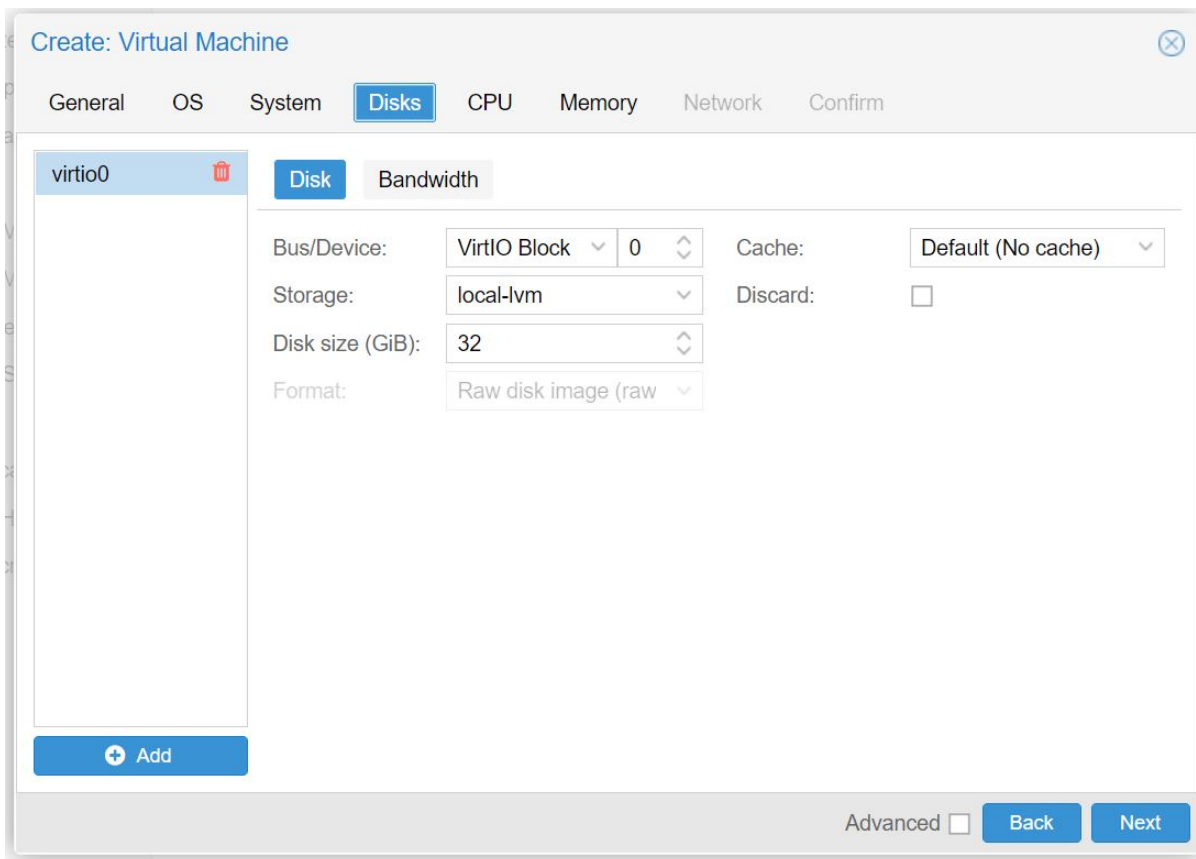 Create: Virtual Machine
General OS System Disks CPU Memory Network Confirm
virtio0 Disk Bandwidth
Bus/Device: VirtIO Block 0 Cache: Default (No cache)
Storage: local-lvm Discard:
Disk size (GiB): 32
Format: Raw disk image (raw
Add
Advanced Back Next